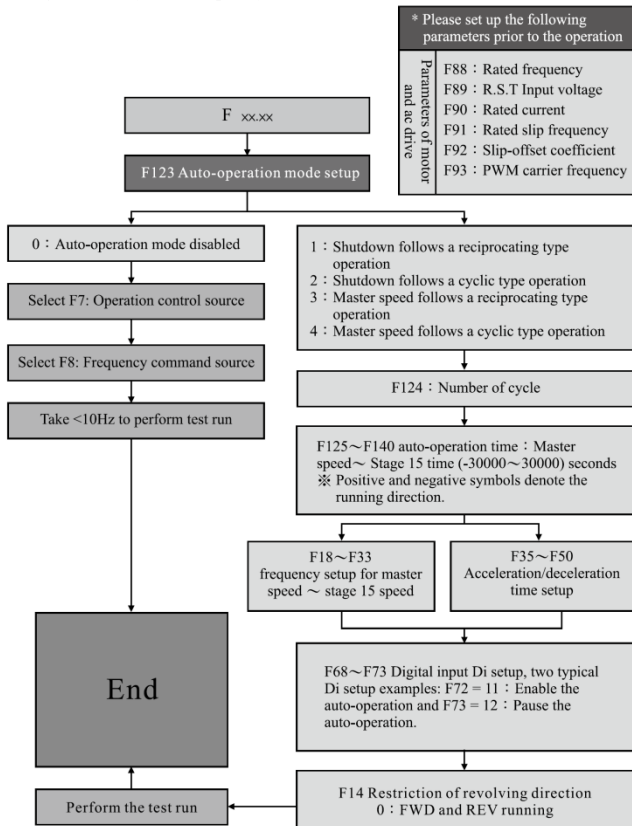 * Please set up the following
parameters prior to the operation
Parameters of motor
and ac drive
F88：Rated frequency
F89：R.S.T Input voltage
F90：Rated current
F91：Rated slip frequency
F92：Slip-offset coefficient
F93：PWM carrier frequency
F xx.xx
F123 Auto-operation mode setup
0：Auto-operation mode disabled
Select F7: Operation control source
Select F8: Frequency command source
Take <10Hz to perform test run
1：Shutdown follows a reciprocating type
operation
2：Shutdown follows a cyclic type operation
3：Master speed follows a reciprocating type
operation
4：Master speed follows a cyclic type operation
F124：Number of cycle
F125～F140 auto-operation time：Master
speed～ Stage 15 time (-30000～30000) seconds
※ Positive and negative symbols denote the
running direction.
F18～F33
frequency setup for master
speed ～ stage 15 speed
F35～F50
Acceleration/deceleration
time setup
F68～F73 Digital input Di setup, two typical
Di setup examples: F72 = 11：Enable the
auto-operation and F73 = 12：Pause the
auto-operation.
F14 Restriction of revolving direction
0：FWD and REV running
Perform the test run
End